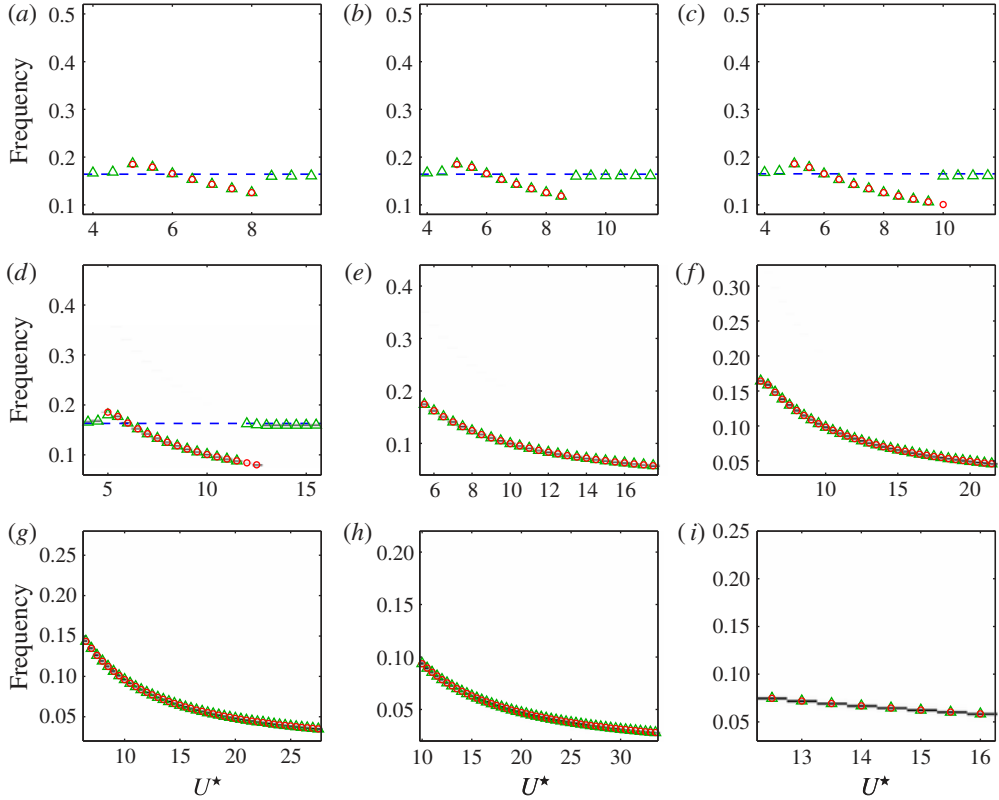 (a) (b) (c)
0.5 0.5 0.5
0.4 0.4 0.4
Frequency
0.3 0.3 0.3
0.2 0.2 0.2
0.1 0.1 0.1
4 6 8 4 6 8 10 4 6 8 10
(d) (e) (f)
0.4 0.4 0.30
0.3 0.3 0.25
Frequency
0.20
0.2 0.2 0.15
0.1 0.1 0.10
0.05
5 10 15 6 8 10 12 14 16 10 15 20
(g) (h) (i)
0.25 0.20 0.25
0.20 0.15 0.20
Frequency
0.15 0.15
0.10 0.10 0.10
0.05 0.05 0.05
10 15 20 25 10 15 20 25 30 13 14 15 16
U★ U★ U★